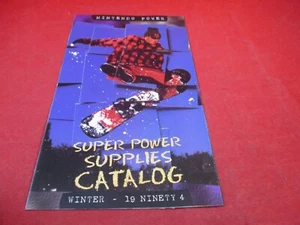 NINTENDO POWER
SUPER POWER
SUPPLIES
CATALOG
WINTER - 19 NINETY 4